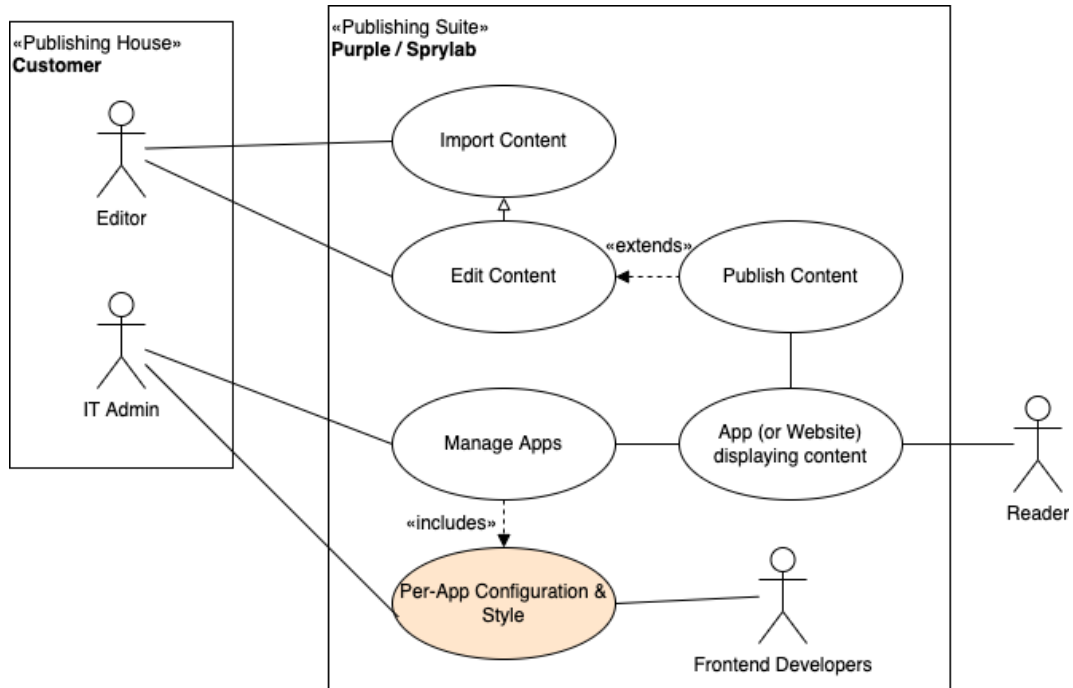 «Publishing House»
Customer
Editor
IT Admin
«Publishing Suite»
Purple / Sprylab
Import Content
Edit Content
«extends»
Publish Content
Manage Apps
App (or Website)
displaying content
Reader
«includes»
Per-App Configuration &
Style
Frontend Developers